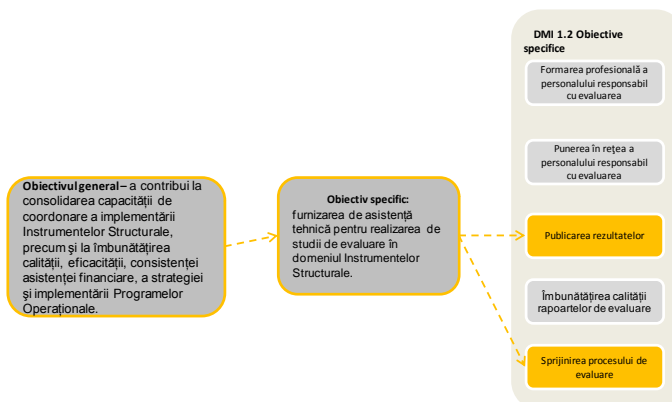 Obiectivul general – a contribui la
consolidarea capacității de
coordonare a implementării
Instrumentelor Structurale,
precum şi la îmbunătățirea
calității, eficacității, consistenței
asistenței financiare, a strategiei
şi implementării Programelor
Operaționale.
Obiectiv specific:
furnizarea de asistență
tehnică pentru realizarea de
studii de evaluare în
domeniul Instrumentelor
Structurale.
DMI 1.2 Obiective
specifice
Formarea profesională a
personalului responsabil
cu evaluarea
Punerea în rețea a
personalului responsabil
cu evaluarea
Publicarea rezultatelor
Îmbunătățirea calității
rapoartelor de evaluare
Sprijinirea procesului de
evaluare